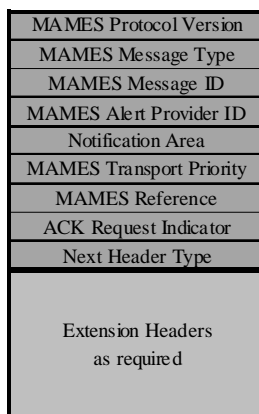 MAMES Protocol Version
MAMES Message Type
MAMES Message ID
MAMES Alert Provider ID
Notification Area
MAMES Transport Priority
MAMES Reference
ACK Request Indicator
Next Header Type
Extension Headers
as required